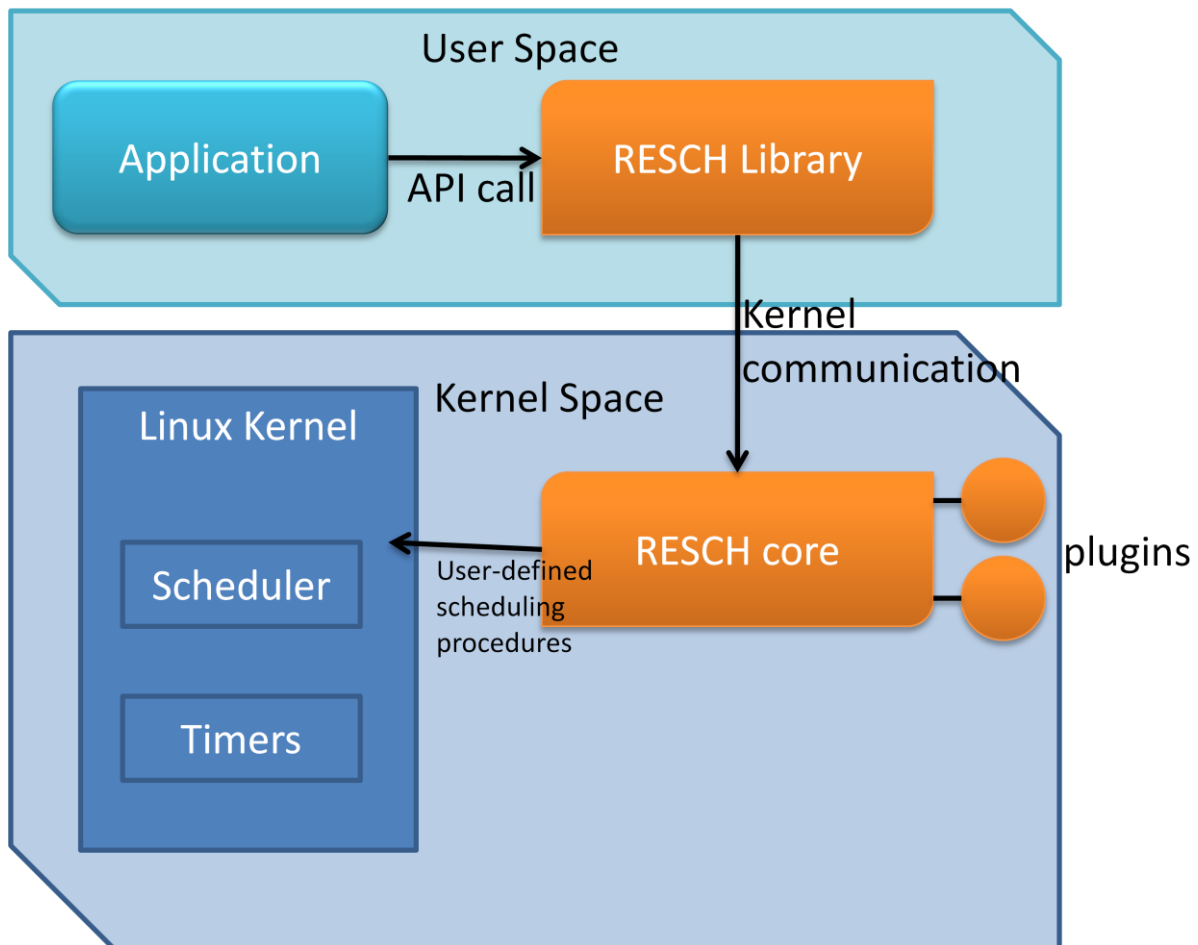 User Space
Application
API call
RESCH Library
Kernel
communication
Kernel Space
Linux Kernel
Scheduler
Timers
User-defined
scheduling
procedures
RESCH core
plugins